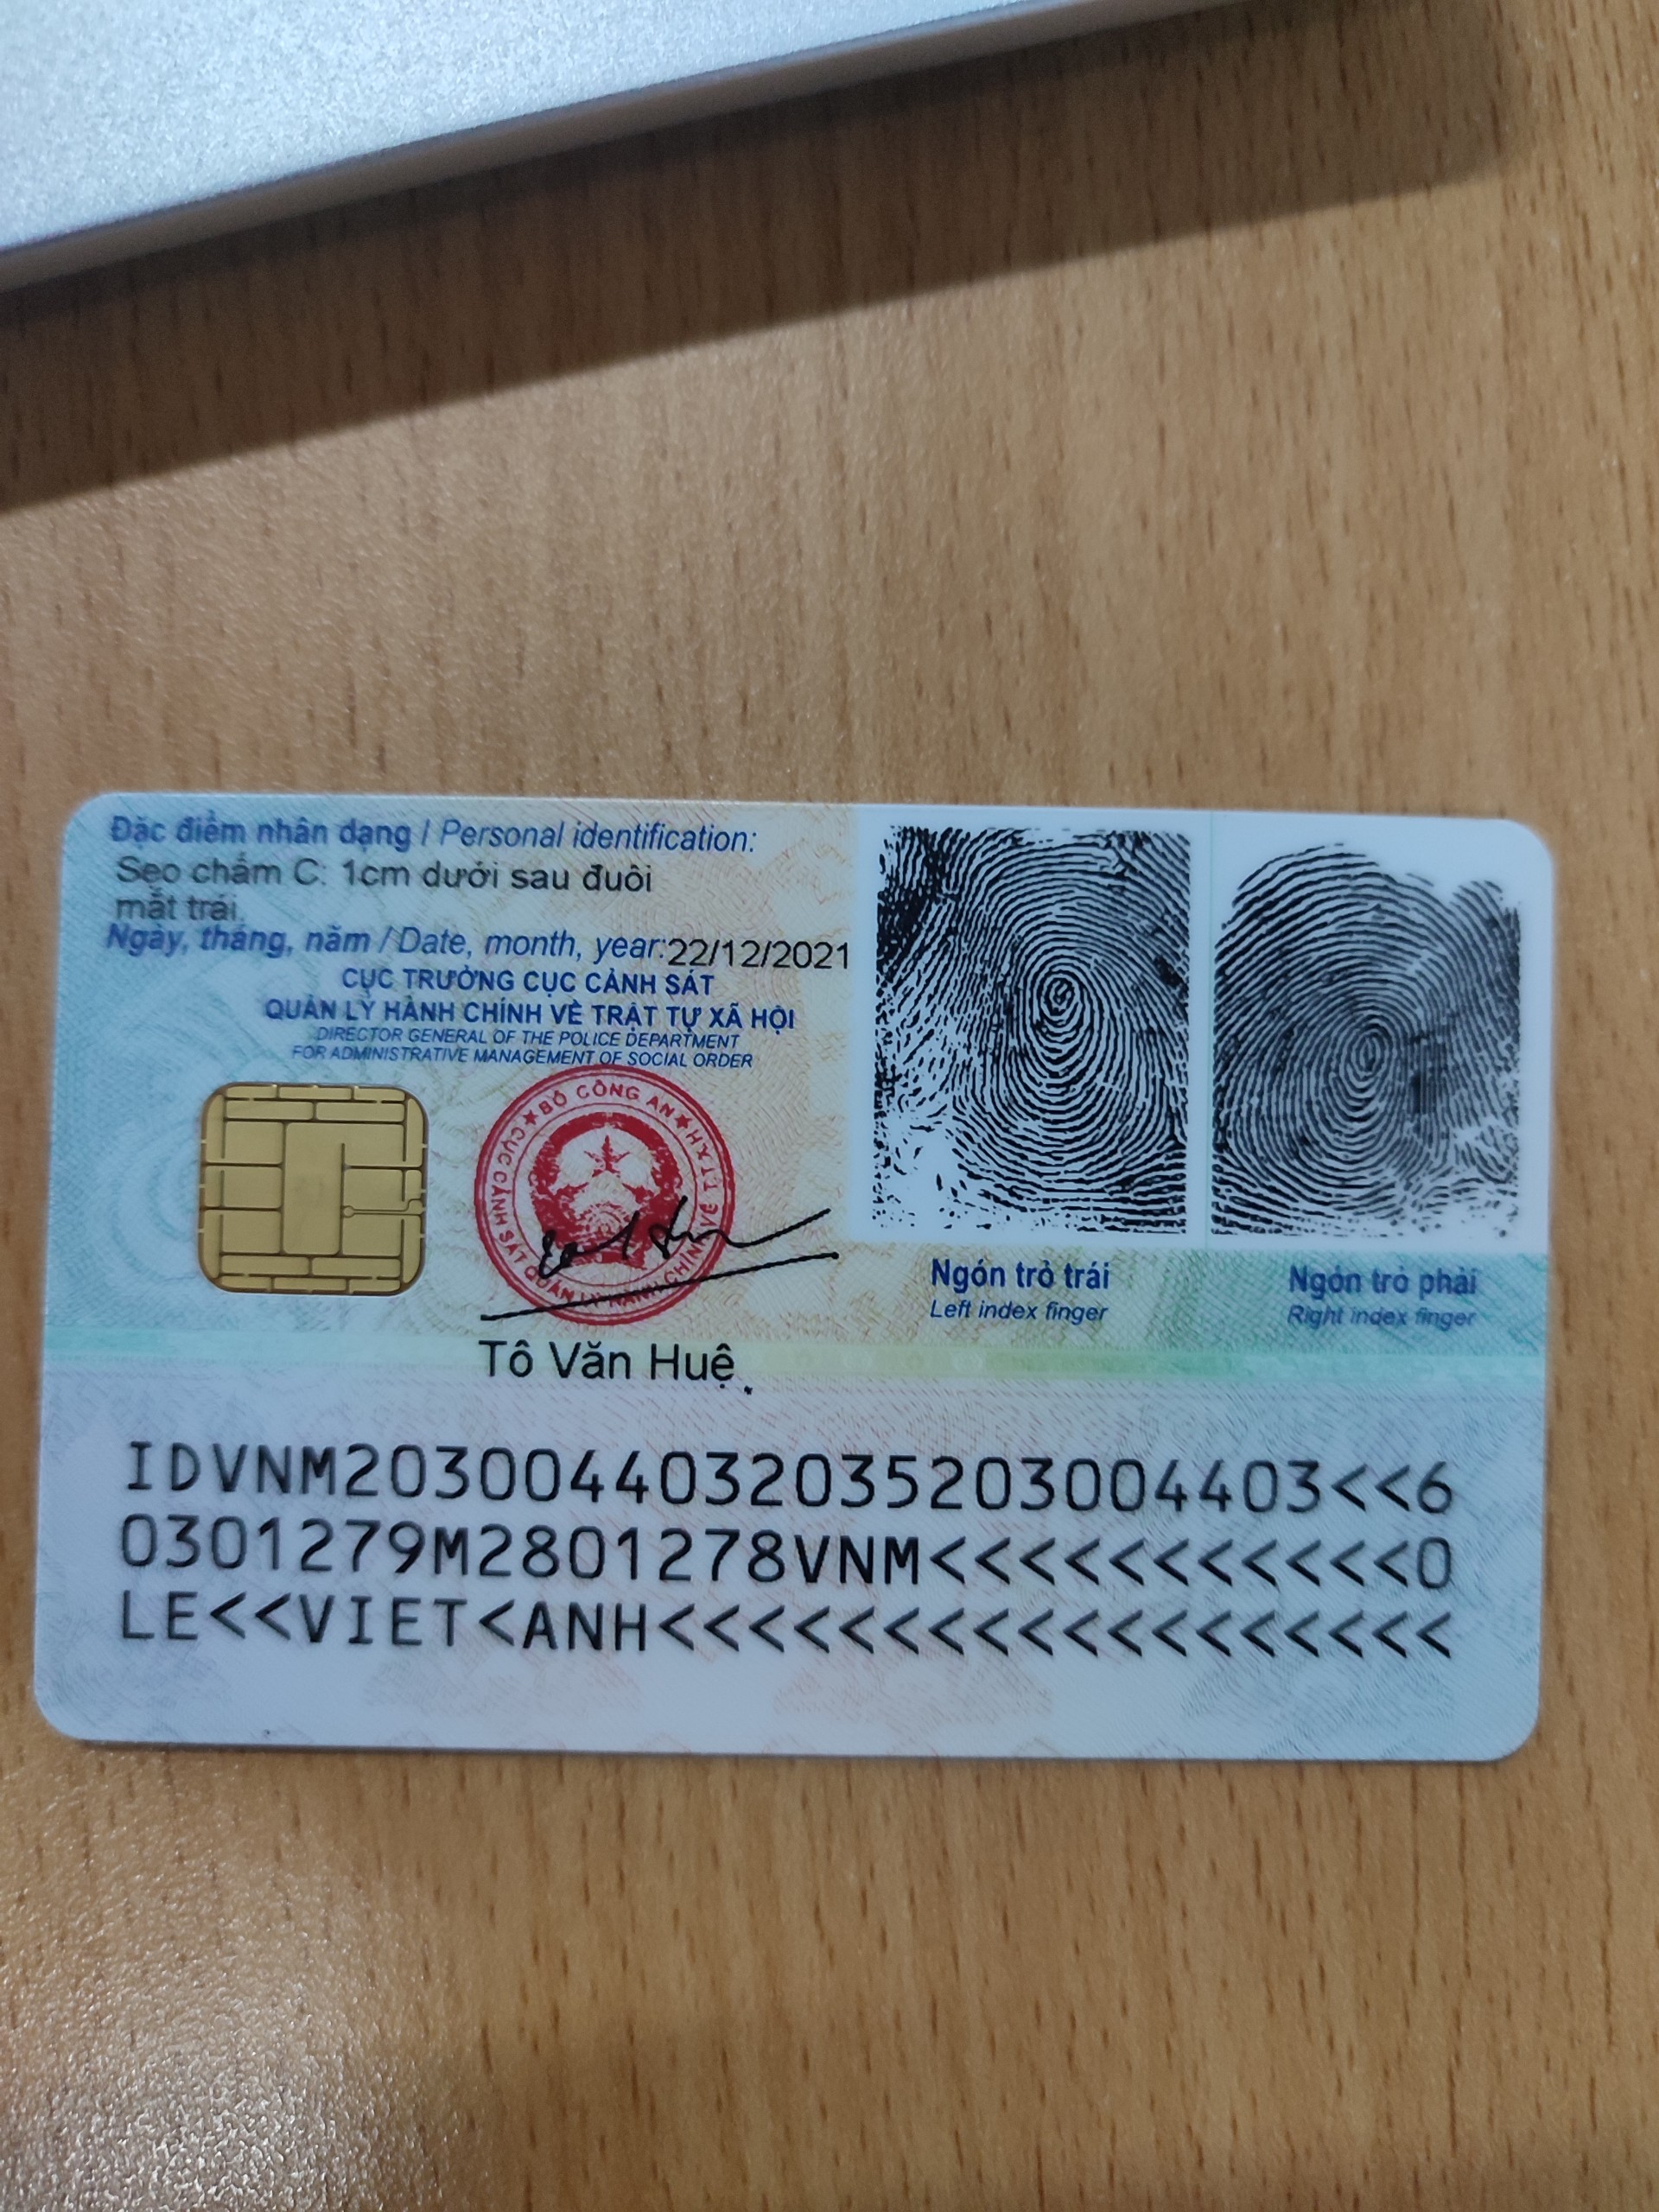 Đặc điểm nhân dạng / Personal identification:
Sẹo chấm C: 1cm dưới sau đuôi
mắt trái.
Ngày, tháng, năm / Date, month, year: 22/12/2021
CỤC TRƯỞNG CỤC CẢNH SÁT
QUẢN LÝ HÀNH CHÍNH VỀ TRẬT TỰ XÃ HỘI
DIRECTOR GENERAL OF THE POLICE DEPARTMENT
FOR ADMINISTRATIVE MANAGEMENT OF SOCIAL ORDER
BỘ CÔNG AN
CỤC CẢNH SÁT QUẢN LÝ HÀNH CHÍNH VỀ TTXH
Tô Văn Huệ
Ngón trỏ trái
Left index finger
Ngón trỏ phải
Right index finger
IDVNM2030044032035203004403<<6
0301279M2801278VNM<<<<<<<<<<<0
LE<<VIET<ANH<<<<<<<<<<<<<<<<<<